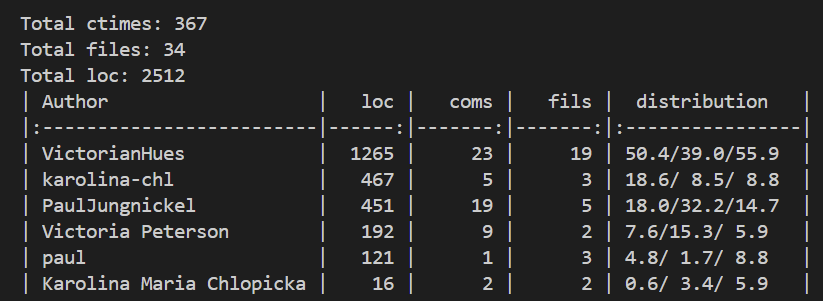 Total ctimes: 367
Total files: 34
Total loc: 2512
| Author                   |   loc |   coms |   fils |  distribution   |
|:-------------------------|------:|-------:|-------:|:----------------|
| VictorianHues            |  1265 |     23 |     19 | 50.4/39.0/55.9  |
| karolina-chl             |   467 |      5 |      3 | 18.6/ 8.5/ 8.8  |
| PaulJungnickel           |   451 |     19 |      5 | 18.0/32.2/14.7  |
| Victoria Peterson        |   192 |      9 |      2 | 7.6/15.3/ 5.9   |
| paul                     |   121 |      1 |      3 | 4.8/ 1.7/ 8.8   |
| Karolina Maria Chlopicka |    16 |      2 |      2 | 0.6/ 3.4/ 5.9   |